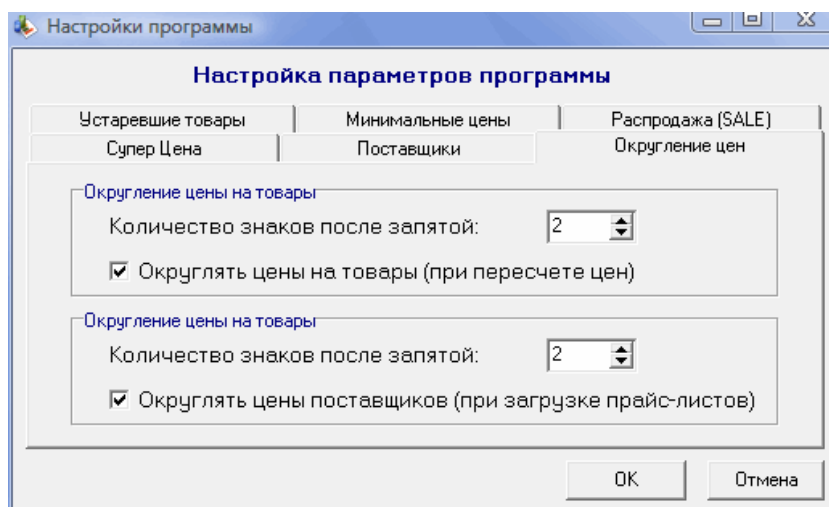 Настройки программы
Настройка параметров программы
Устаревшие товары Минимальные цены Распродажа (SALE)
Супер Цена Поставщики Округление цен
Округление цены на товары
Количество знаков после запятой: 2
Округлять цены на товары (при пересчете цен)
Округление цены на товары
Количество знаков после запятой: 2
Округлять цены поставщиков (при загрузке прайс-листов)
OK Отмена